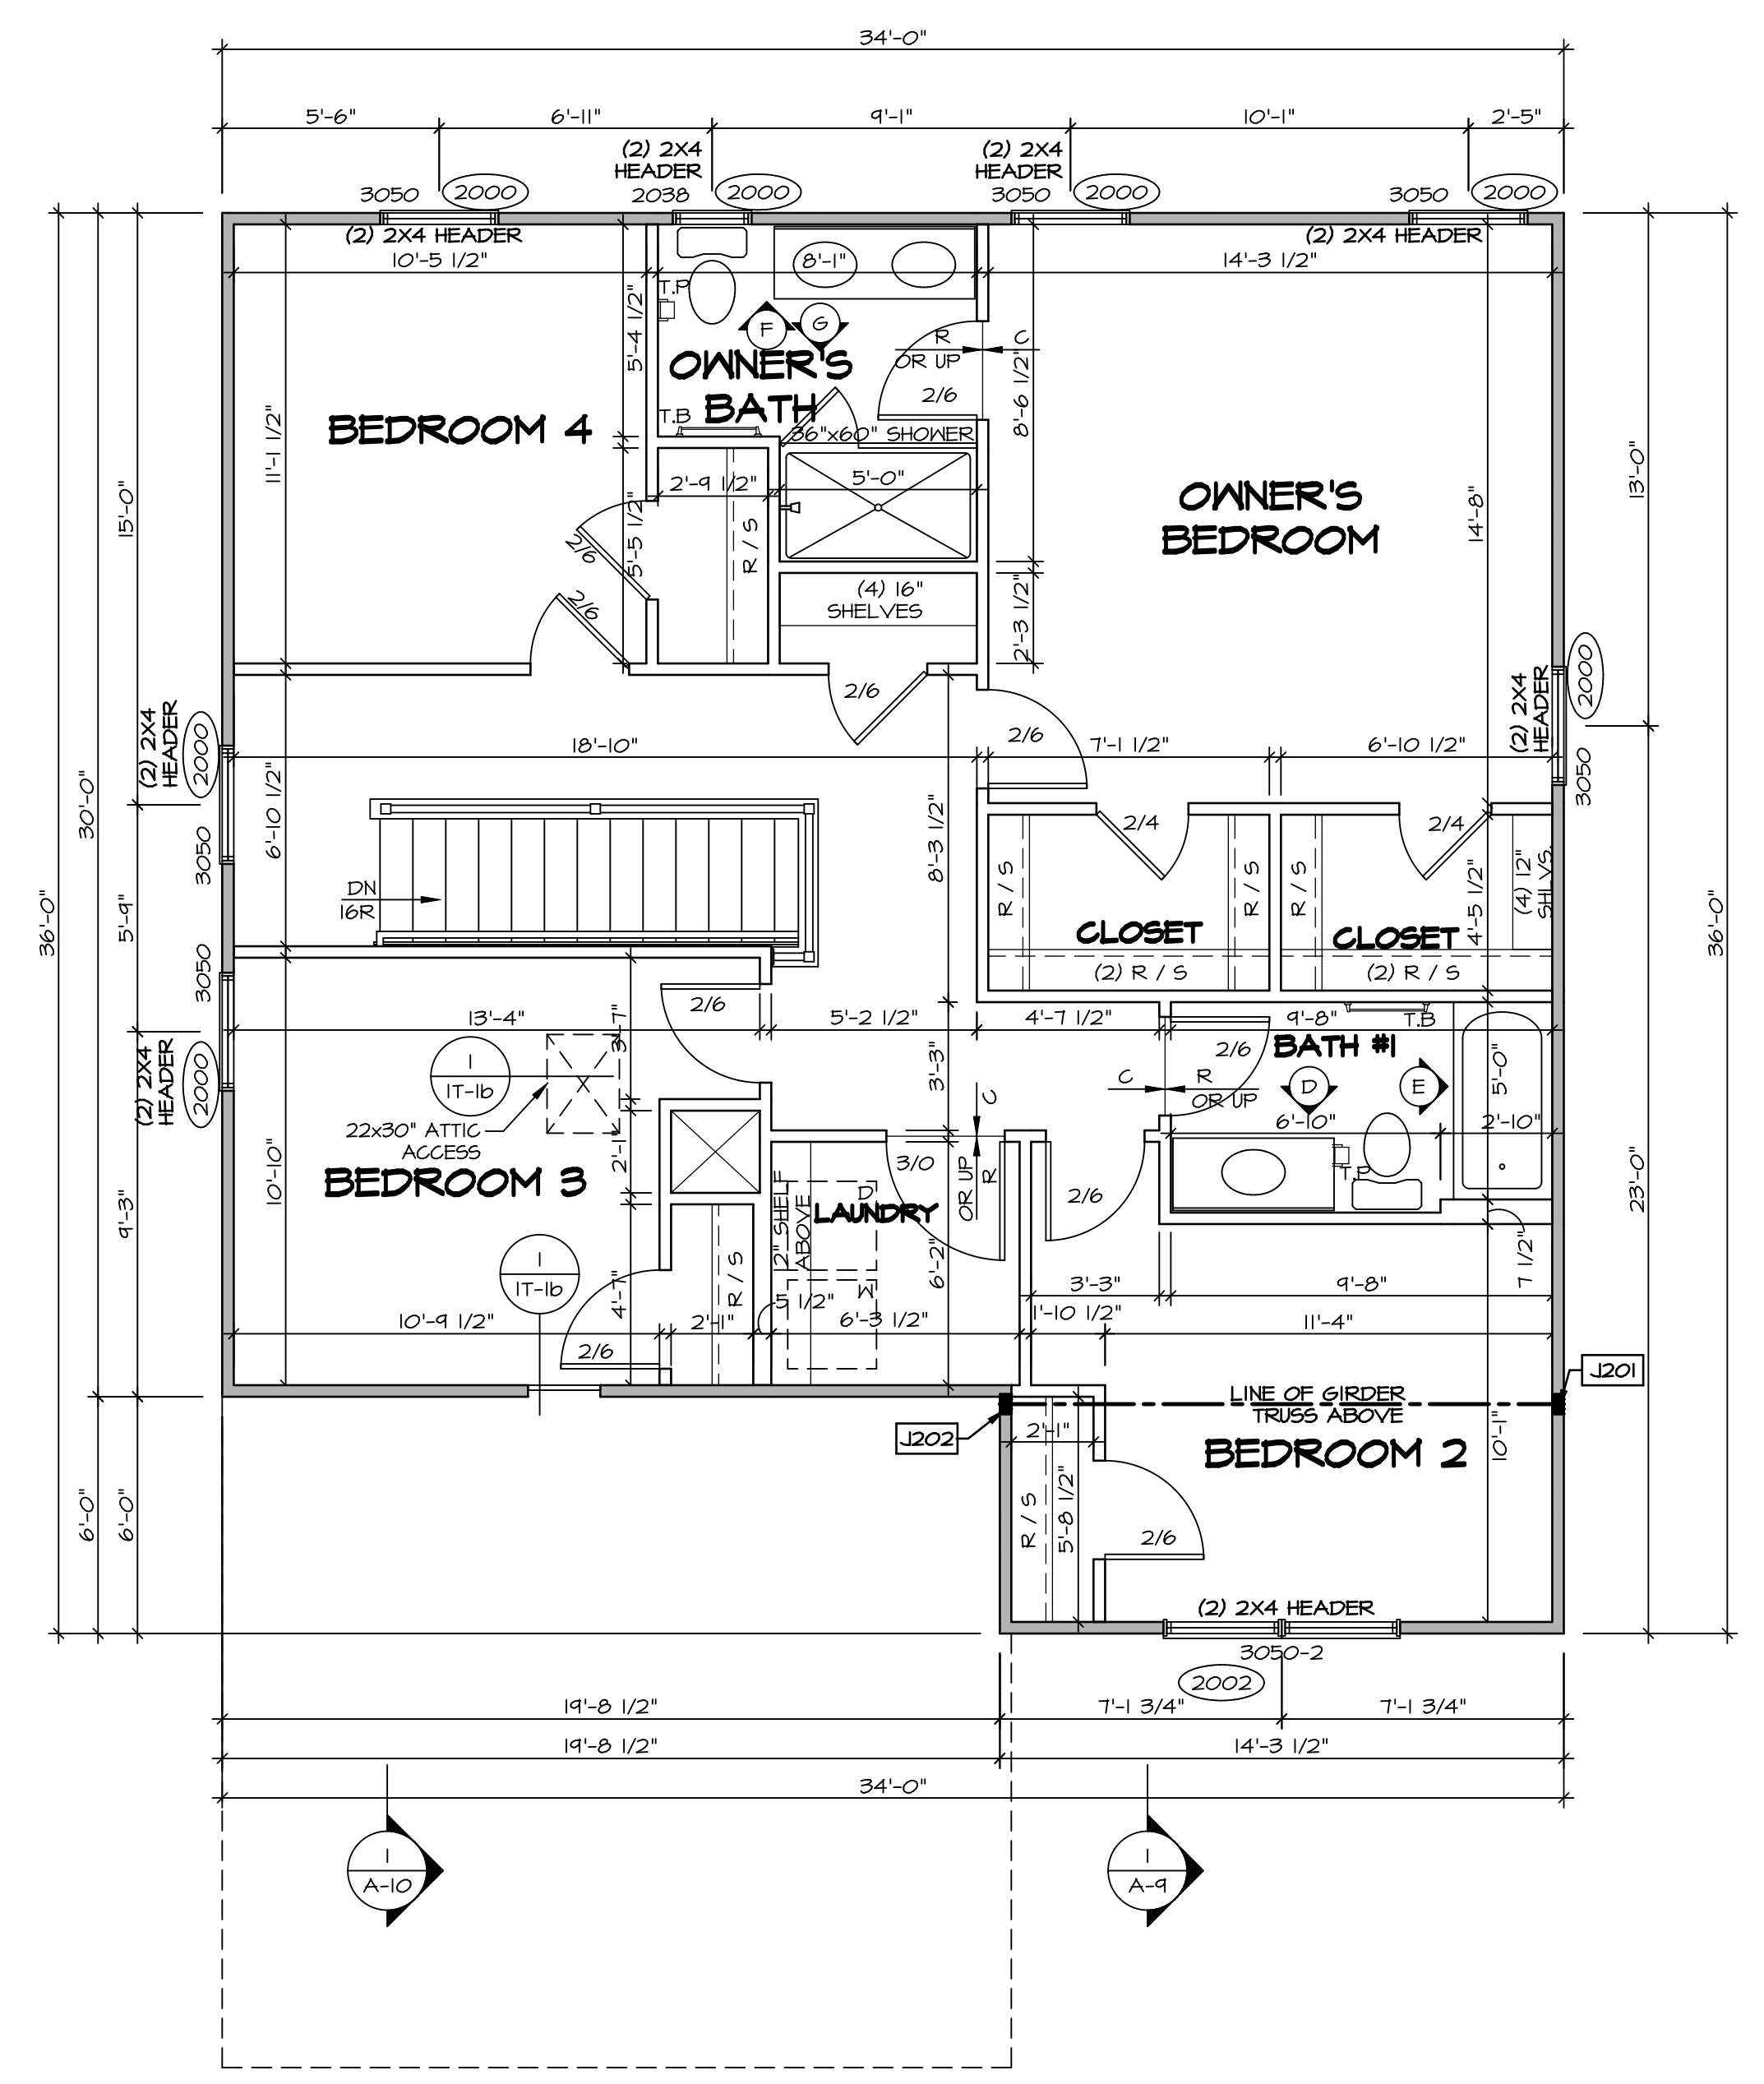 34'-0"
5'-6"
6'-11"
9'-1"
10'-1"
2'-5"
(2) 2X4
HEADER
(2) 2X4
HEADER
3050
2000
2038
2000
3050
2000
3050
2000
(2) 2X4 HEADER
(2) 2X4 HEADER
10'-5 1/2"
8'-1"
14'-3 1/2"
T.P
F
G
R
OR UP
C
2/6
5'-4 1/2"
11'-1 1/2"
8'-6 1/2"
OWNER'S
BATH
BEDROOM 4
T.B
36"x60" SHOWER
2'-9 1/2"
5'-0"
OWNER'S
BEDROOM
14'-8"
13'-0"
15'-0"
5'-5 1/2"
R / S
2/6
2/6
(4) 16"
SHELVES
2'-3 1/2"
2/6
2/6
(2) 2X4
HEADER
2000
3050
(2) 2X4
HEADER
2000
3050
18'-10"
7'-1 1/2"
6'-10 1/2"
30'-0"
6'-10 1/2"
8'-3 1/2"
2/4
2/4
R / S
R / S
R / S
(4) 12"
SHLVS.
4'-5 1/2"
DN
16R
36'-0"
5'-9"
36'-0"
CLOSET
CLOSET
(2) R / S
(2) R / S
3050
2/6
13'-4"
3'-7"
5'-2 1/2"
4'-7 1/2"
9'-8"
T.B
BATH #1
2/6
(2) 2X4
HEADER
2000
1
1T-1b
3'-3"
C
C
R
OR UP
D
E
5'-0"
6'-10"
2'-10"
22x30" ATTIC
ACCESS
2'-1"
3/0
OR UP
R
T.P
BEDROOM 3
10'-10"
9'-3"
23'-0"
D
LAUNDRY
12" SHELF
ABOVE
2/6
6'-2"
7 1/2"
1
1T-1b
4'-7"
R / S
W
5 1/2"
3'-3"
9'-8"
10'-9 1/2"
2'-1"
6'-3 1/2"
1'-10 1/2"
11'-4"
2/6
J201
LINE OF GIRDER
TRUSS ABOVE
J202
2'-1"
10'-1"
BEDROOM 2
6'-0"
6'-0"
R / S
5'-8 1/2"
2/6
(2) 2X4 HEADER
3050-2
2002
19'-8 1/2"
7'-1 3/4"
7'-1 3/4"
19'-8 1/2"
14'-3 1/2"
34'-0"
1
A-10
1
A-9